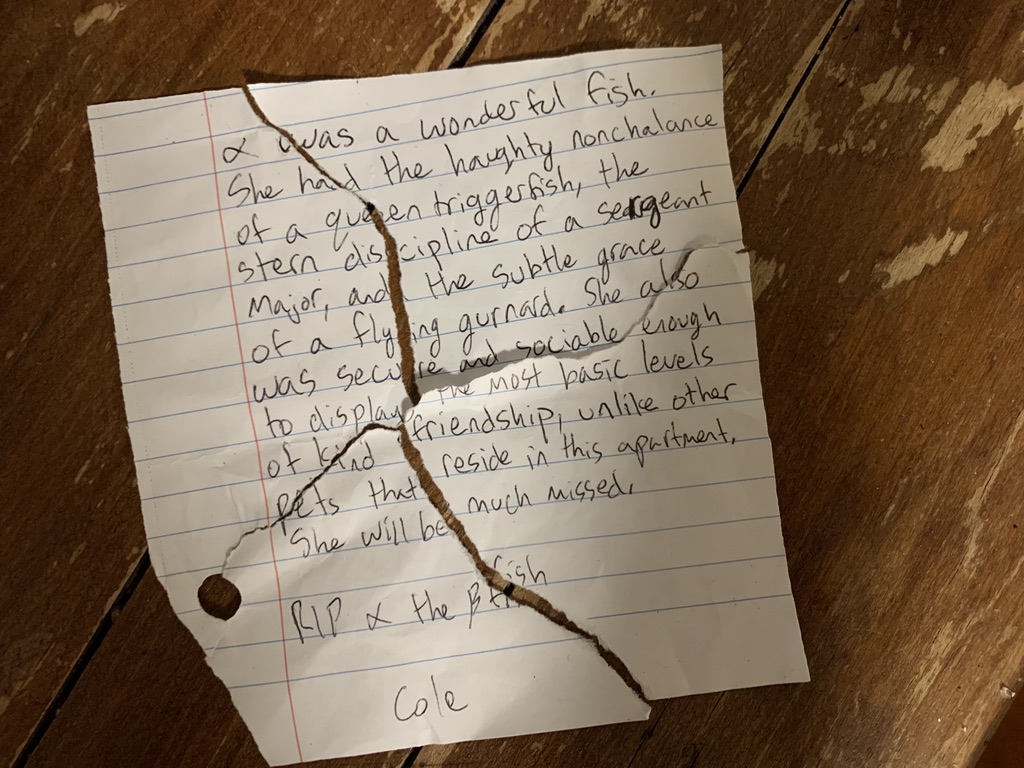 α was a wonderful fish.
She had the haughty nonchalance
of a queen triggerfish, the
stern discipline of a sergeant
Major, and the subtle grace
of a flying gurnard. She also
was secure and sociable enough
to display the most basic levels
of kind friendship, unlike other
pets that reside in this apartment.
She will be much missed.
RIP α the β fish
Cole